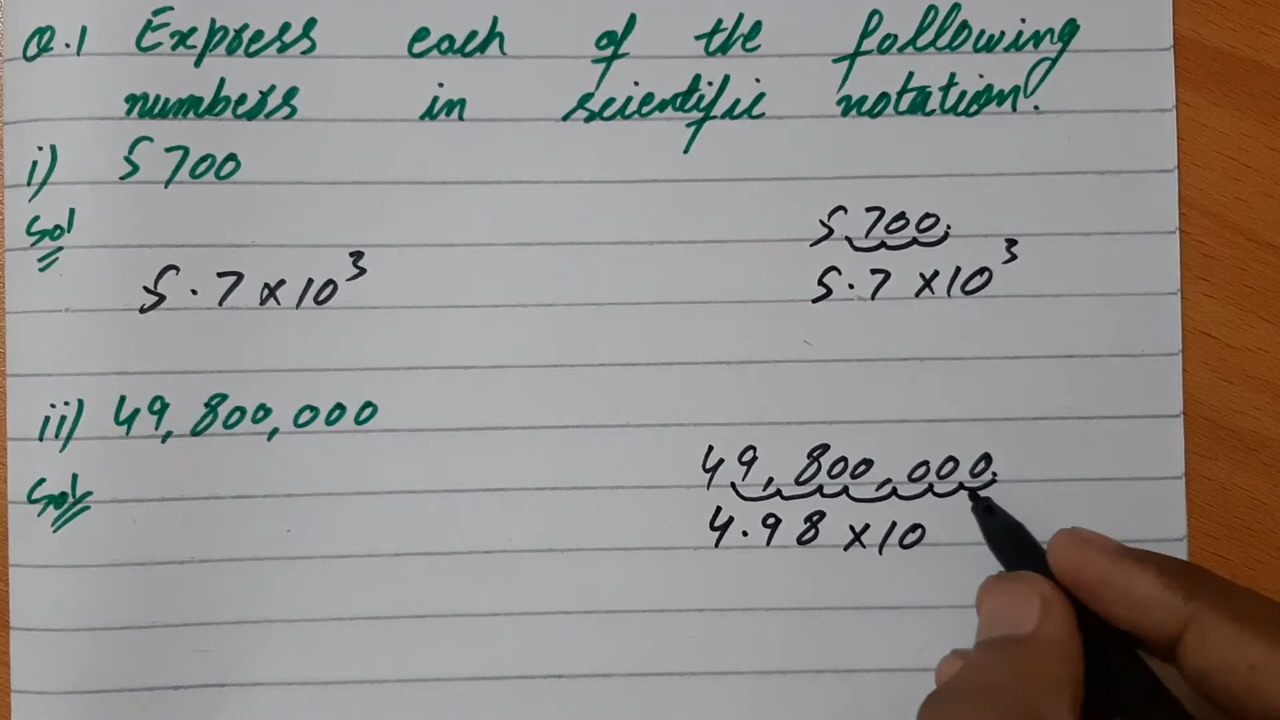 Q.1 Express each of the following
numbers in scientific notation.
i) 5700
Sol
5700.
5.7 × 10³
5.7 × 10³
ii) 49,800,000
Sol
49,800,000.
4.98 × 10